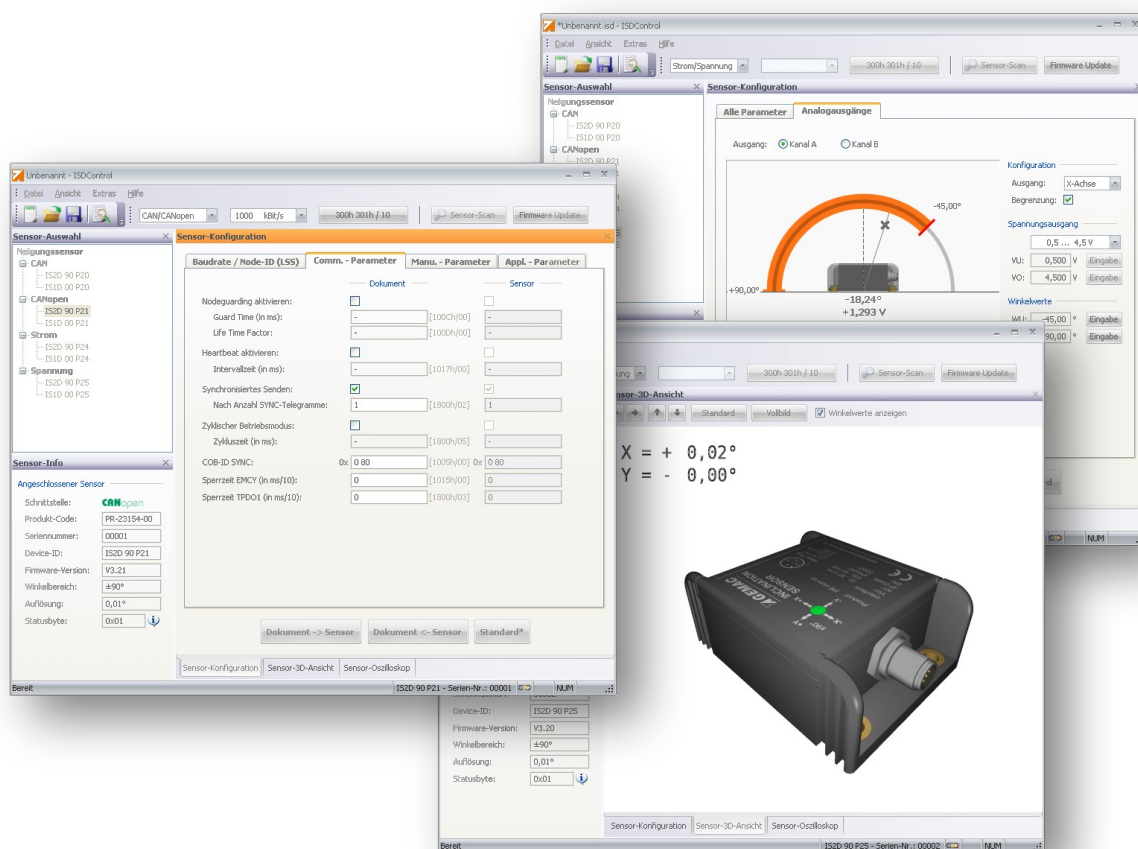 *Unbenannt.isd - ISDControl
Datei Ansicht Extras Hilfe
Strom/Spannung 300h 301h / 10 Sensor-Scan Firmware Update
Sensor-Auswahl
Neigungssensor
CAN
IS2D 90 P20
IS1D 00 P20
CANopen
IS2D 90 P21
Sensor-Konfiguration
Alle Parameter Analogausgänge
Ausgang: Kanal A Kanal B
-45,00°
+90,00°
-18,24°
+1,293 V
Konfiguration
Ausgang: X-Achse
Begrenzung:
Spannungsausgang
0,5 ... 4,5 V
VU: 0,500 V Eingabe
VO: 4,500 V Eingabe
Winkelwerte
WU: -45,00 ° Eingabe
90,00 ° Eingabe
NUM
Unbenannt - ISDControl
Datei Ansicht Extras Hilfe
CAN/CANopen 1000 kBit/s 300h 301h / 10 Sensor-Scan Firmware Update
Sensor-Auswahl
Neigungssensor
CAN
IS2D 90 P20
IS1D 00 P20
CANopen
IS2D 90 P21
IS1D 00 P21
Strom
IS2D 90 P24
IS1D 00 P24
Spannung
IS2D 90 P25
IS1D 00 P25
Sensor-Info
Angeschlossener Sensor
Schnittstelle: CANopen
Produkt-Code: PR-23154-00
Seriennummer: 00001
Device-ID: IS2D 90 P21
Firmware-Version: V3.21
Winkelbereich: ±90°
Auflösung: 0,01°
Statusbyte: 0x01
Sensor-Konfiguration
Baudrate / Node-ID (LSS) Comm. - Parameter Manu. - Parameter Appl. - Parameter
Dokument Sensor
Nodeguarding aktivieren:
Guard Time (in ms): - [100Ch/00] -
Life Time Factor: - [100Dh/00] -
Heartbeat aktivieren:
Intervallzeit (in ms): - [1017h/00] -
Synchronisiertes Senden:
Nach Anzahl SYNC-Telegramme: 1 [1800h/02] 1
Zyklischer Betriebsmodus:
Zykluszeit (in ms): - [1800h/05] -
COB-ID SYNC: 0x 0 80 [1005h/00] 0x 0 80
Sperrzeit EMCY (in ms/10): 0 [1015h/00] 0
Sperrzeit TPDO1 (in ms/10): 0 [1800h/03] 0
Dokument -> Sensor Dokument <- Sensor Standard*
Sensor-Konfiguration Sensor-3D-Ansicht Sensor-Oszilloskop
Bereit IS2D 90 P21 - Serien-Nr.: 00001 NUM
300h 301h / 10 Sensor-Scan Firmware Update
Standard Vollbild Winkelwerte anzeigen
X = + 0,02°
Y = - 0,00°
GEMAC
INCLINATION
SENSOR
Device-ID: IS2D 90 P25
Firmware-Version: V3.20
Winkelbereich: ±90°
Auflösung: 0,01°
Statusbyte: 0x01
Sensor-Konfiguration Sensor-3D-Ansicht Sensor-Oszilloskop
Bereit IS2D 90 P25 - Serien-Nr.: 00002 NUM